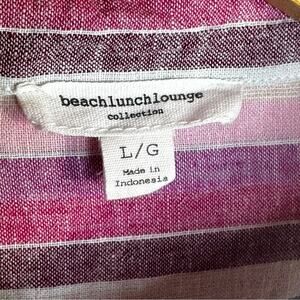 beachlunchlounge
collection
L/G
Made in
Indonesia